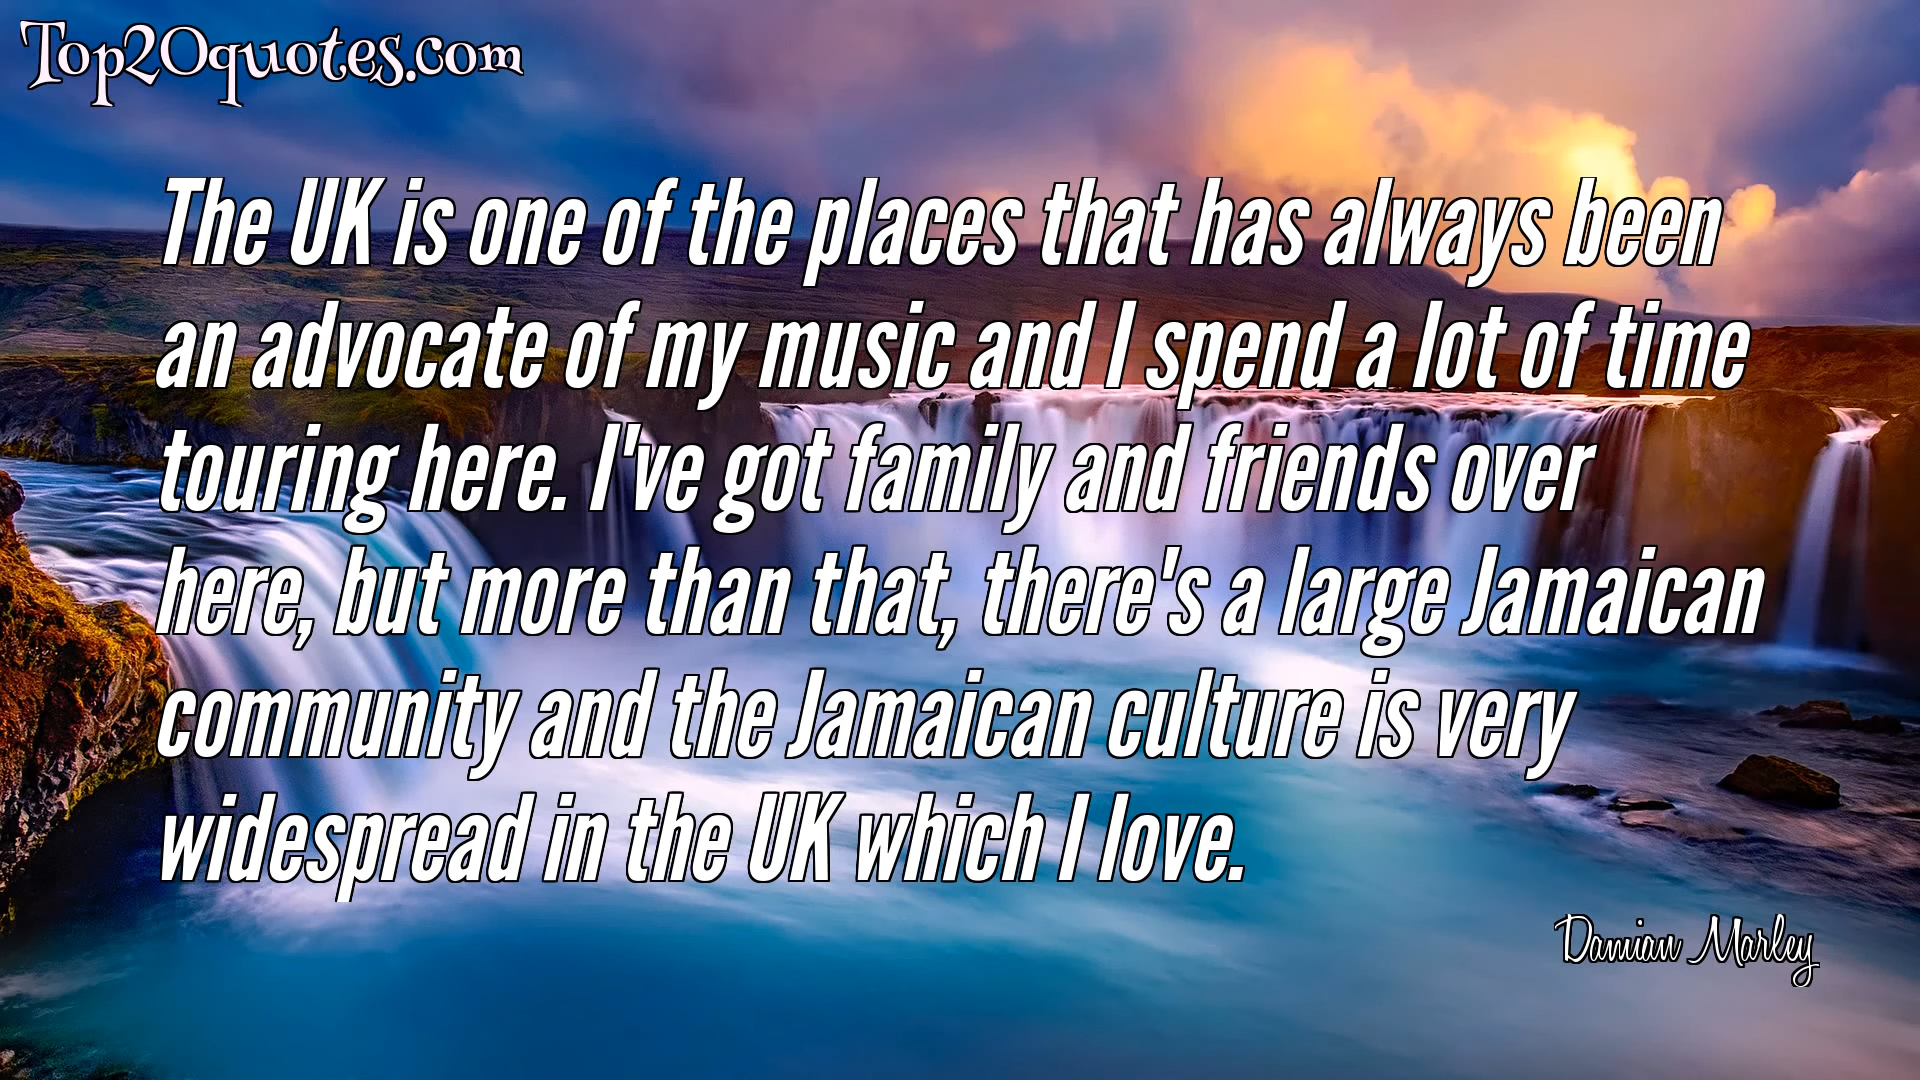 Top20quotes.com
The UK is one of the places that has always been
an advocate of my music and I spend a lot of time
touring here. I've got family and friends over
here, but more than that, there's a large Jamaican
community and the Jamaican culture is very
widespread in the UK which I love.
Damian Marley